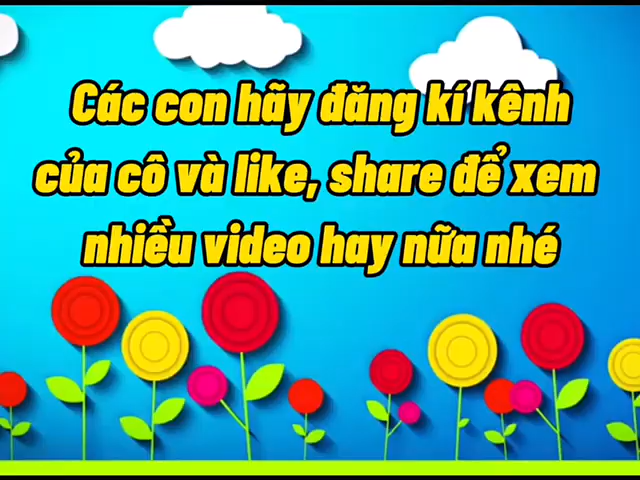 Các con hãy đăng kí kênh
của cô và like, share để xem
nhiều video hay nữa nhé